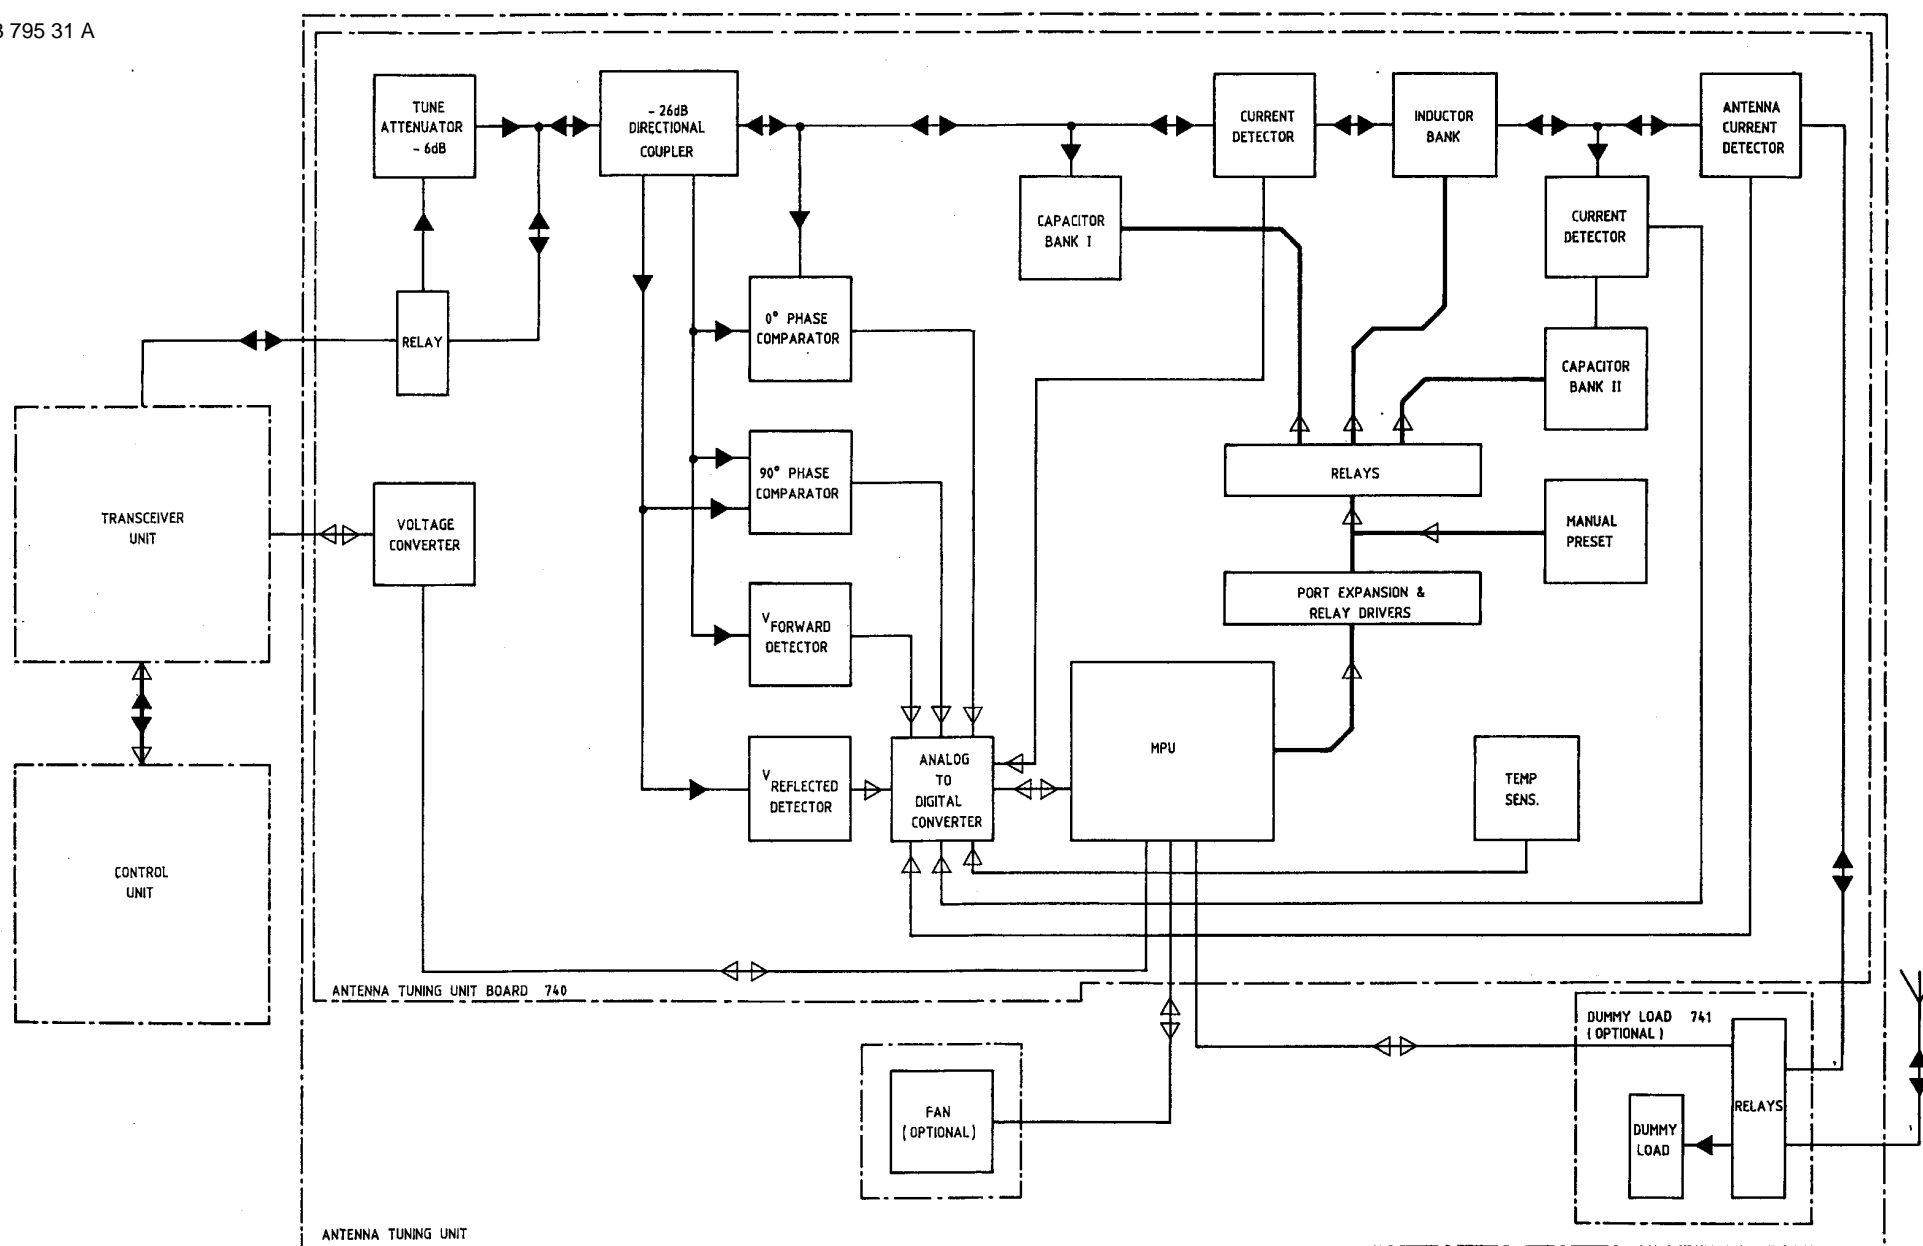 795 31 A
TUNE
ATTENUATOR
- 6dB
- 26dB
DIRECTIONAL
COUPLER
CURRENT
DETECTOR
INDUCTOR
BANK
ANTENNA
CURRENT
DETECTOR
CAPACITOR
BANK I
CURRENT
DETECTOR
RELAY
0° PHASE
COMPARATOR
CAPACITOR
BANK II
90° PHASE
COMPARATOR
RELAYS
TRANSCEIVER
UNIT
VOLTAGE
CONVERTER
MANUAL
PRESET
PORT EXPANSION &
RELAY DRIVERS
V FORWARD
DETECTOR
V REFLECTED
DETECTOR
ANALOG
TO
DIGITAL
CONVERTER
MPU
TEMP
SENS.
CONTROL
UNIT
ANTENNA TUNING UNIT BOARD 740
DUMMY LOAD 741
( OPTIONAL )
FAN
( OPTIONAL )
RELAYS
DUMMY
LOAD
ANTENNA TUNING UNIT